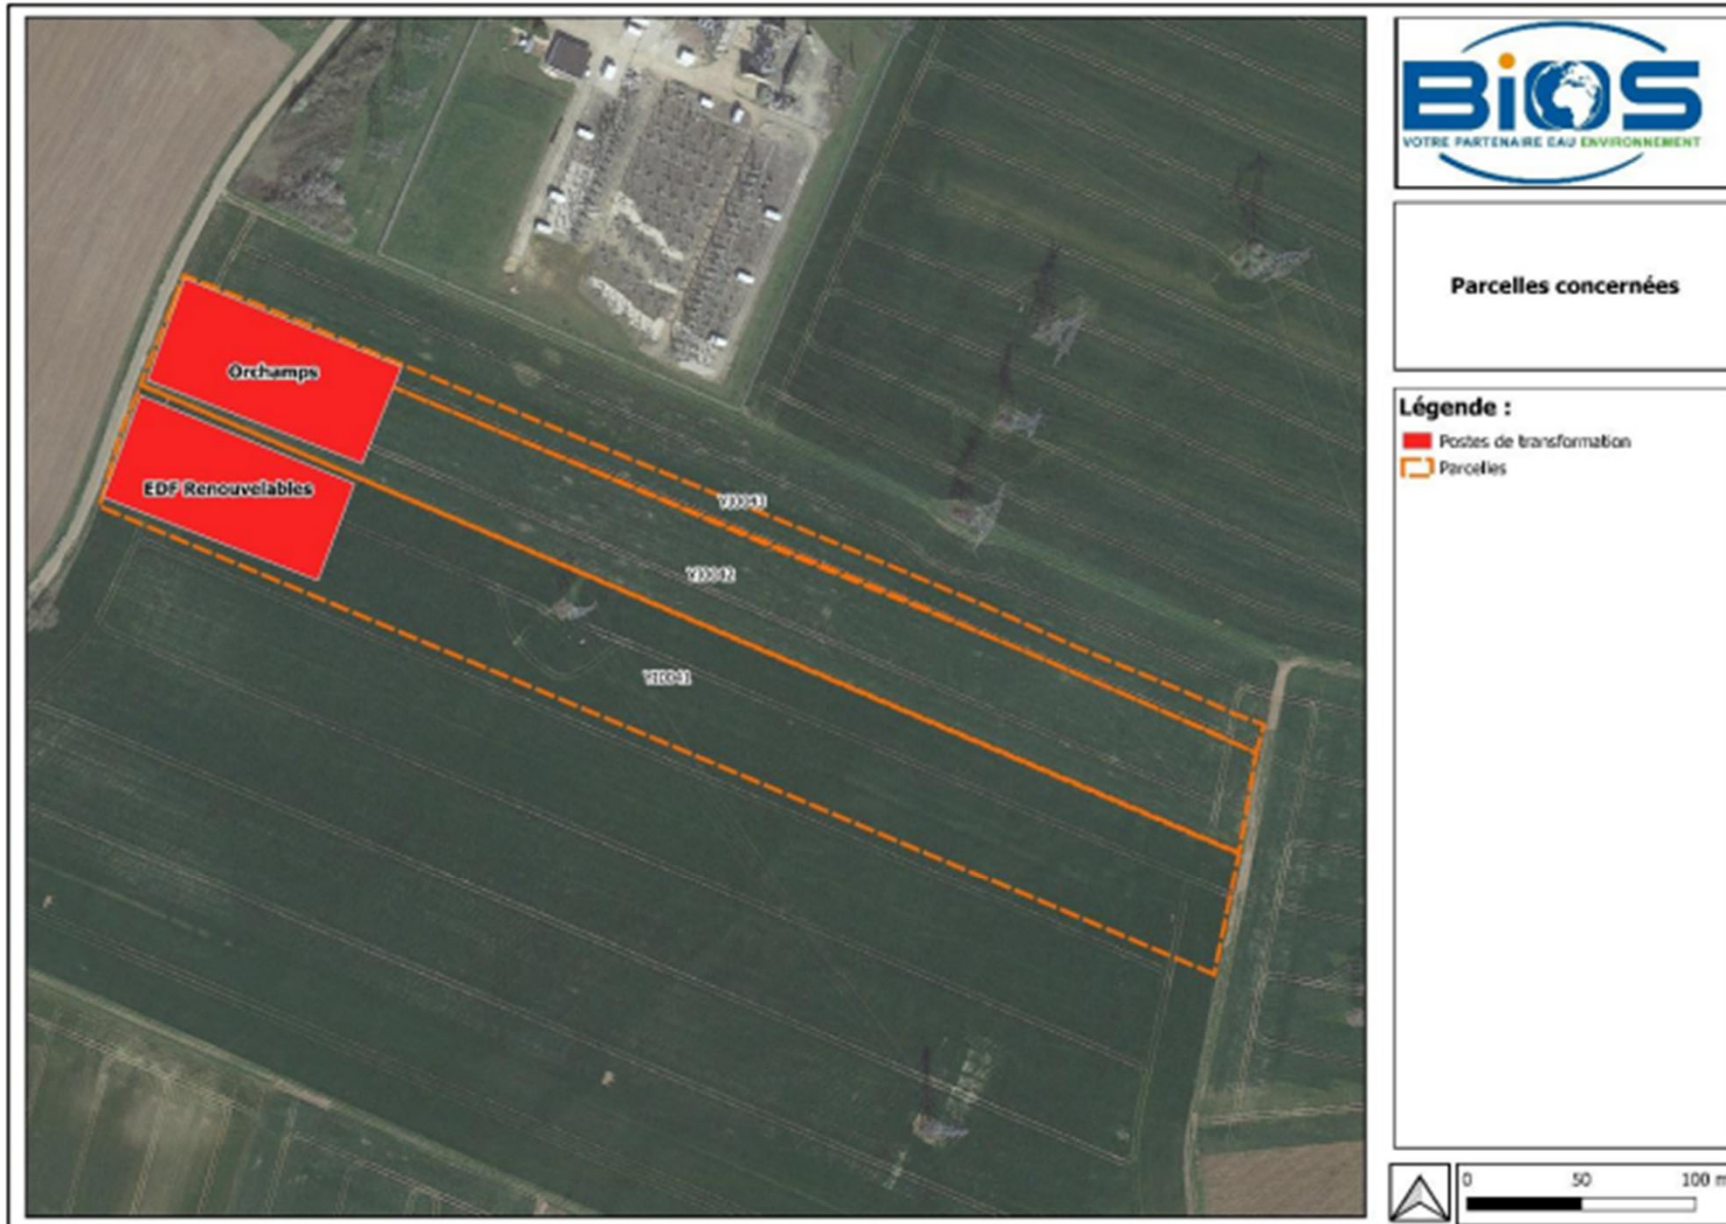 BiOS
VOTRE PARTENAIRE EAU ENVIRONNEMENT
Parcelles concernées
Légende :
Postes de transformation
Parcelles
Orchamps
EDF Renouvelables
0 50 100 m